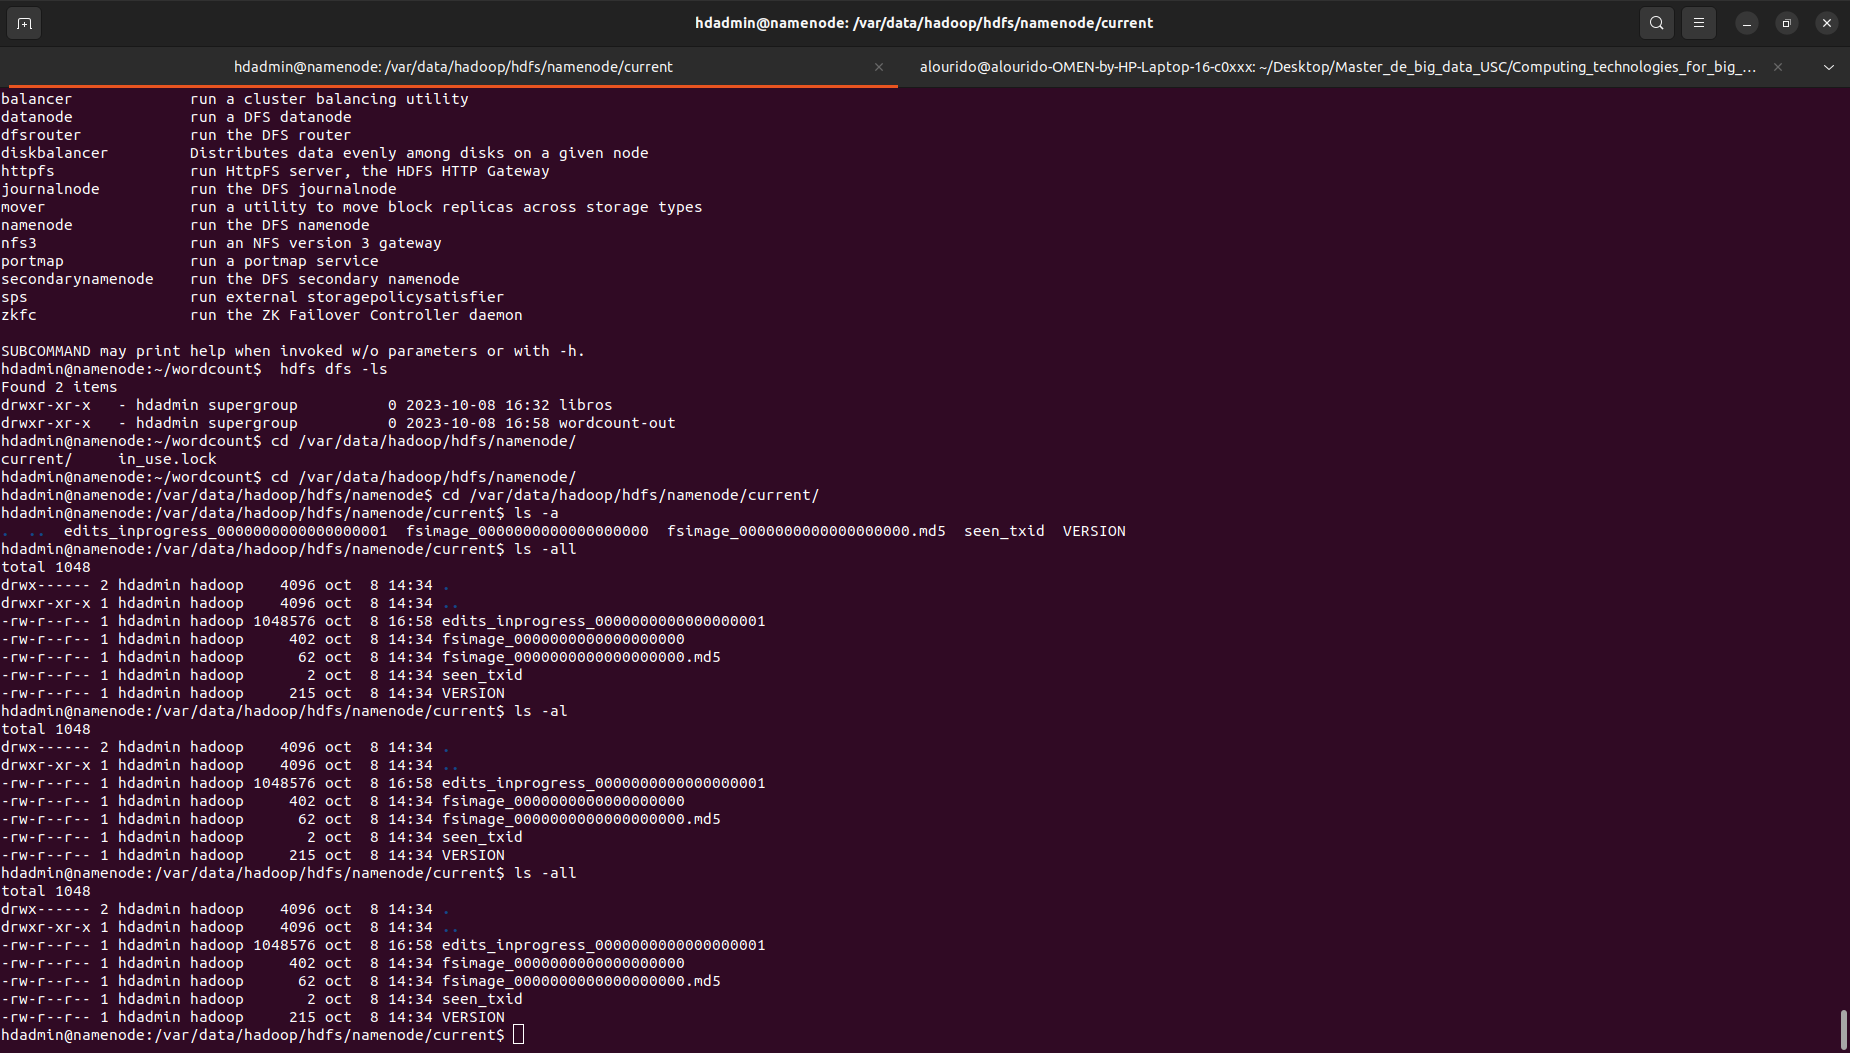 hdadmin@namenode: /var/data/hadoop/hdfs/namenode/current
hdadmin@namenode: /var/data/hadoop/hdfs/namenode/current
alourido@alourido-OMEN-by-HP-Laptop-16-c0xxx: ~/Desktop/Master_de_big_data_USC/Computing_technologies_for_big_...
balancer             run a cluster balancing utility
datanode             run a DFS datanode
dfsrouter            run the DFS router
diskbalancer         Distributes data evenly among disks on a given node
httpfs               run HttpFS server, the HDFS HTTP Gateway
journalnode          run the DFS journalnode
mover                run a utility to move block replicas across storage types
namenode             run the DFS namenode
nfs3                 run an NFS version 3 gateway
portmap              run a portmap service
secondarynamenode    run the DFS secondary namenode
sps                  run external storagepolicysatisfier
zkfc                 run the ZK Failover Controller daemon
SUBCOMMAND may print help when invoked w/o parameters or with -h.
hdadmin@namenode:~/wordcount$  hdfs dfs -ls
Found 2 items
drwxr-xr-x   - hdadmin supergroup          0 2023-10-08 16:32 libros
drwxr-xr-x   - hdadmin supergroup          0 2023-10-08 16:58 wordcount-out
hdadmin@namenode:~/wordcount$ cd /var/data/hadoop/hdfs/namenode/
current/     in_use.lock
hdadmin@namenode:~/wordcount$ cd /var/data/hadoop/hdfs/namenode/
hdadmin@namenode:/var/data/hadoop/hdfs/namenode$ cd /var/data/hadoop/hdfs/namenode/current/
hdadmin@namenode:/var/data/hadoop/hdfs/namenode/current$ ls -a
.  ..  edits_inprogress_0000000000000000001  fsimage_0000000000000000000  fsimage_0000000000000000000.md5  seen_txid  VERSION
hdadmin@namenode:/var/data/hadoop/hdfs/namenode/current$ ls -all
total 1048
drwx------ 2 hdadmin hadoop    4096 oct  8 14:34 .
drwxr-xr-x 1 hdadmin hadoop    4096 oct  8 14:34 ..
-rw-r--r-- 1 hdadmin hadoop 1048576 oct  8 16:58 edits_inprogress_0000000000000000001
-rw-r--r-- 1 hdadmin hadoop     402 oct  8 14:34 fsimage_0000000000000000000
-rw-r--r-- 1 hdadmin hadoop      62 oct  8 14:34 fsimage_0000000000000000000.md5
-rw-r--r-- 1 hdadmin hadoop       2 oct  8 14:34 seen_txid
-rw-r--r-- 1 hdadmin hadoop     215 oct  8 14:34 VERSION
hdadmin@namenode:/var/data/hadoop/hdfs/namenode/current$ ls -al
total 1048
drwx------ 2 hdadmin hadoop    4096 oct  8 14:34 .
drwxr-xr-x 1 hdadmin hadoop    4096 oct  8 14:34 ..
-rw-r--r-- 1 hdadmin hadoop 1048576 oct  8 16:58 edits_inprogress_0000000000000000001
-rw-r--r-- 1 hdadmin hadoop     402 oct  8 14:34 fsimage_0000000000000000000
-rw-r--r-- 1 hdadmin hadoop      62 oct  8 14:34 fsimage_0000000000000000000.md5
-rw-r--r-- 1 hdadmin hadoop       2 oct  8 14:34 seen_txid
-rw-r--r-- 1 hdadmin hadoop     215 oct  8 14:34 VERSION
hdadmin@namenode:/var/data/hadoop/hdfs/namenode/current$ ls -all
total 1048
drwx------ 2 hdadmin hadoop    4096 oct  8 14:34 .
drwxr-xr-x 1 hdadmin hadoop    4096 oct  8 14:34 ..
-rw-r--r-- 1 hdadmin hadoop 1048576 oct  8 16:58 edits_inprogress_0000000000000000001
-rw-r--r-- 1 hdadmin hadoop     402 oct  8 14:34 fsimage_0000000000000000000
-rw-r--r-- 1 hdadmin hadoop      62 oct  8 14:34 fsimage_0000000000000000000.md5
-rw-r--r-- 1 hdadmin hadoop       2 oct  8 14:34 seen_txid
-rw-r--r-- 1 hdadmin hadoop     215 oct  8 14:34 VERSION
hdadmin@namenode:/var/data/hadoop/hdfs/namenode/current$